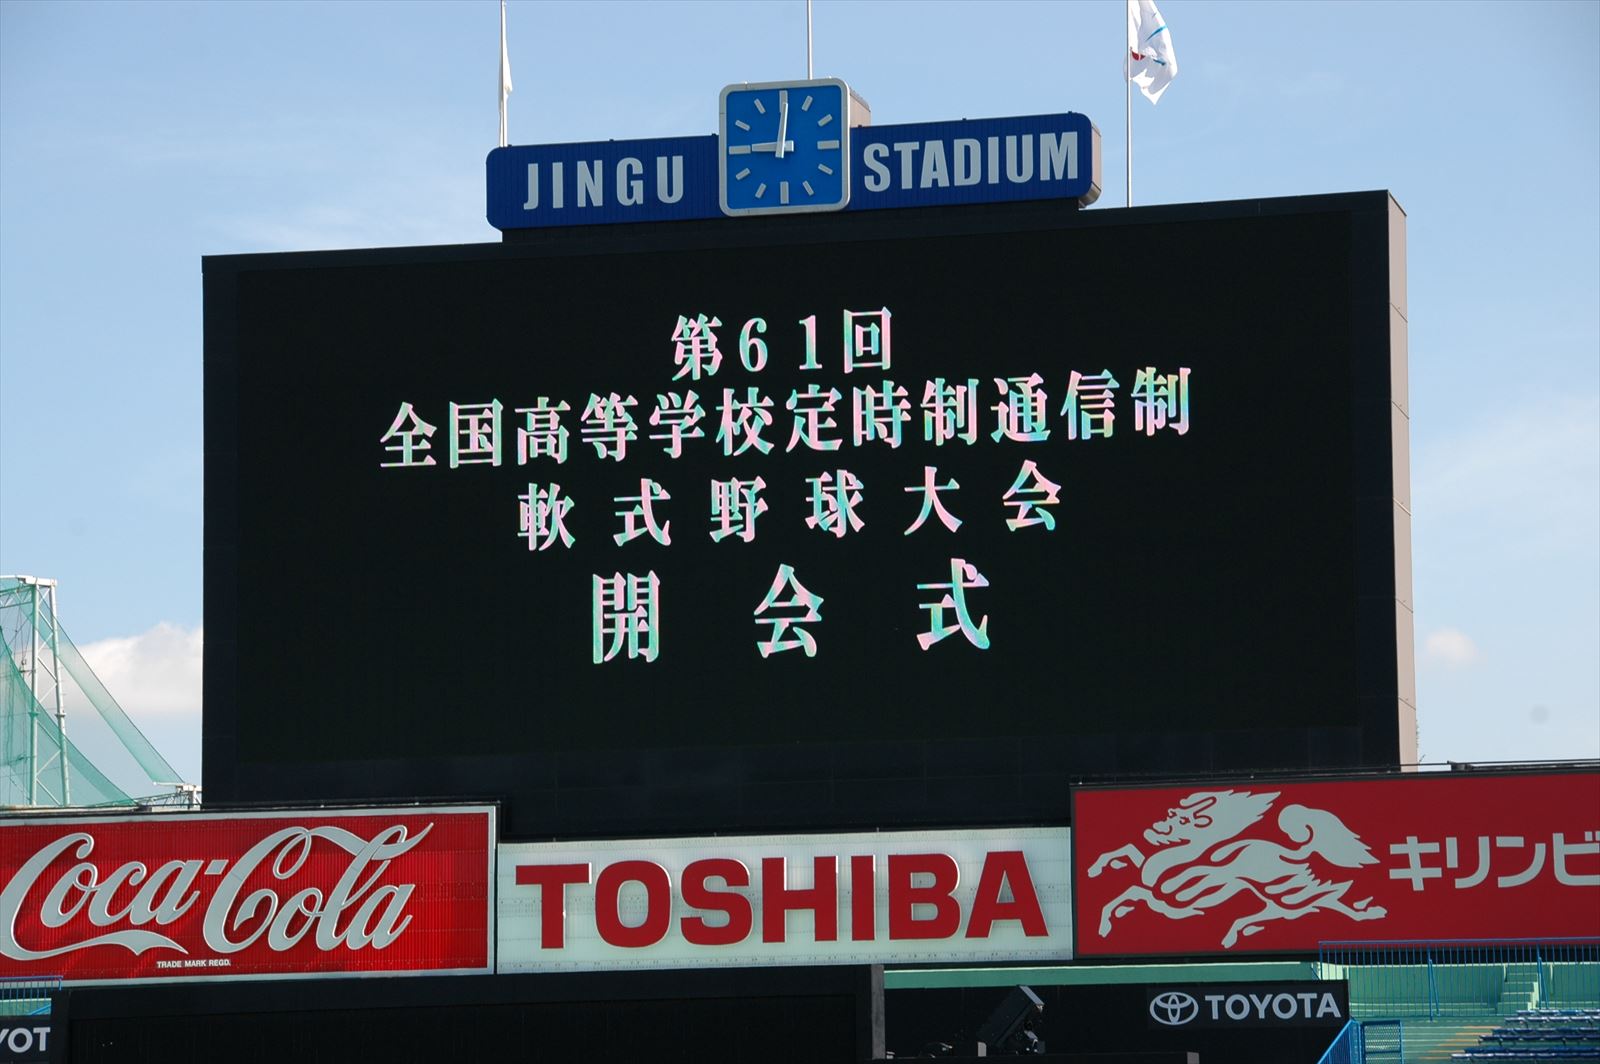 JINGU STADIUM
第61回
全国高等学校定時制通信制
軟式野球大会
開会式
Coca-Cola
TRADE MARK REGD.
TOSHIBA
キリンビ
TOYOTA
YOT